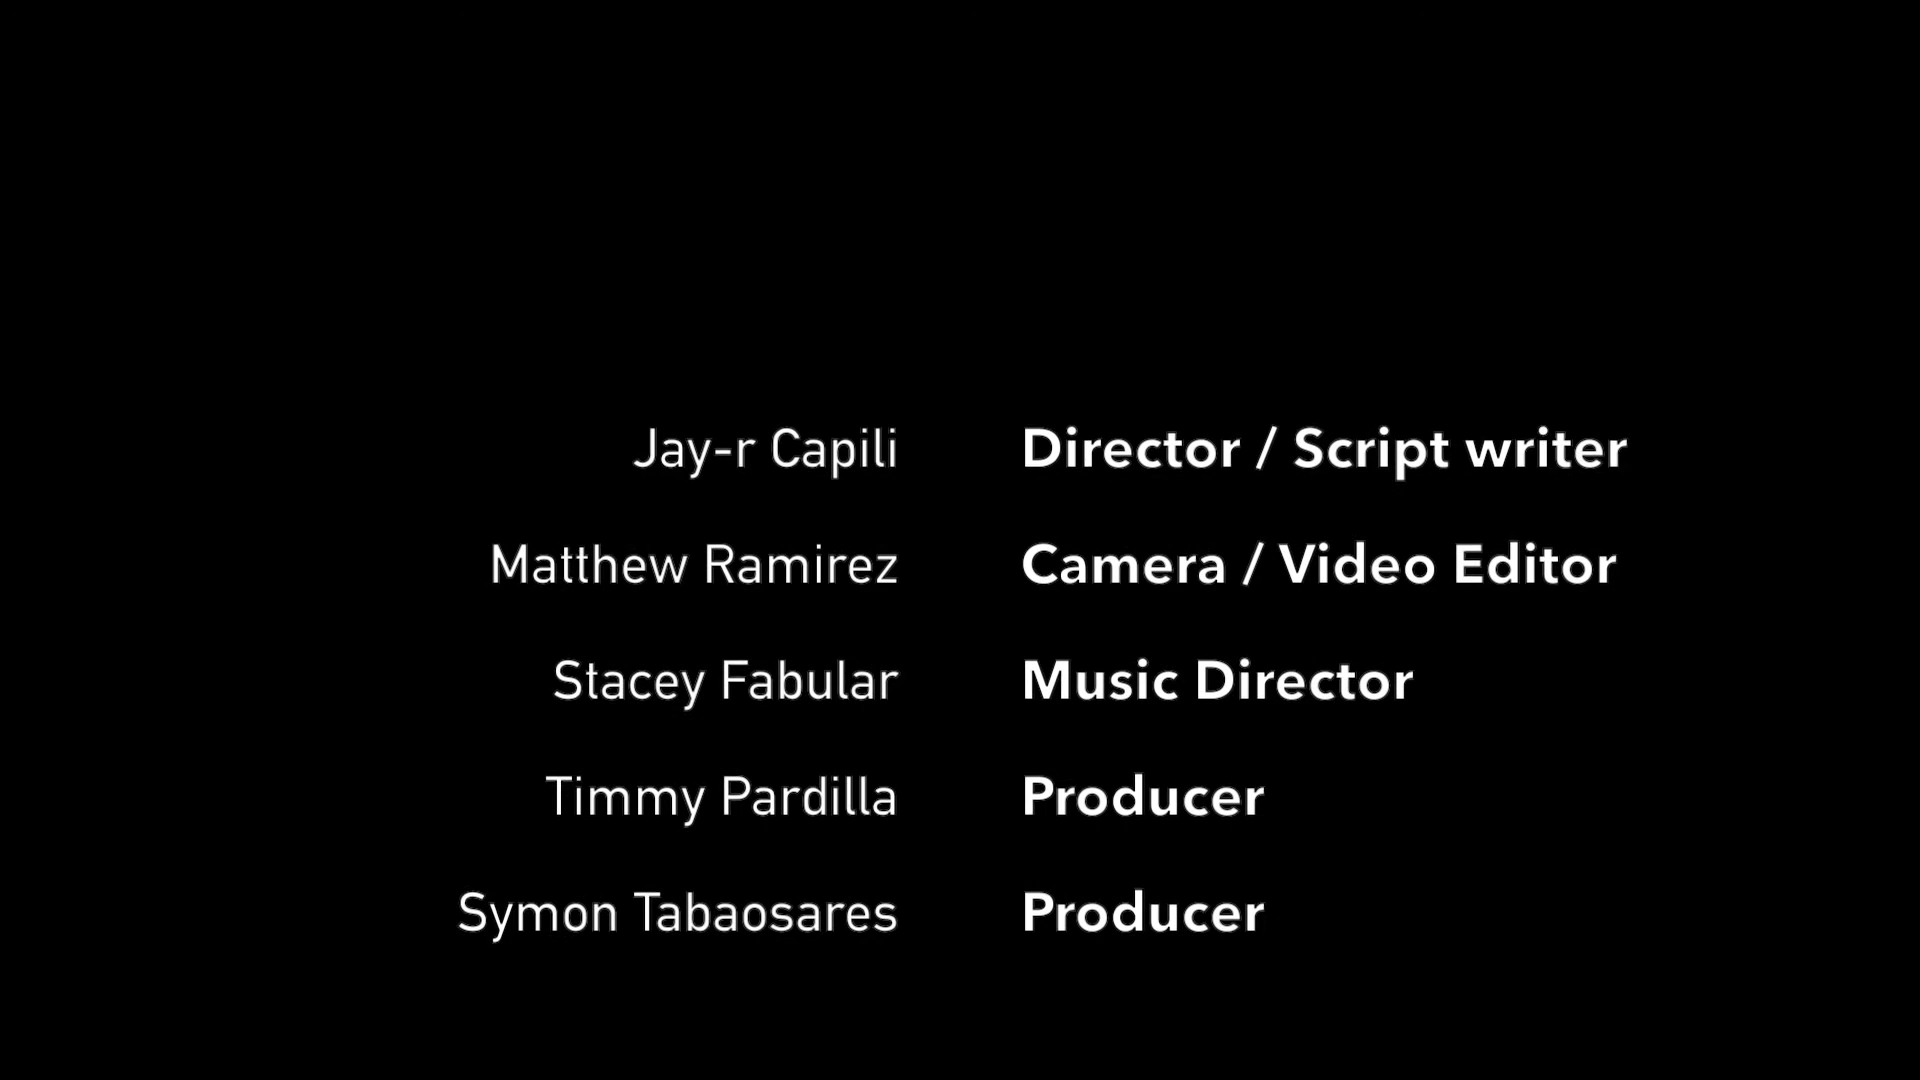 Jay-r Capili Director / Script writer
Matthew Ramirez Camera / Video Editor
Stacey Fabular Music Director
Timmy Pardilla Producer
Symon Tabaosares Producer